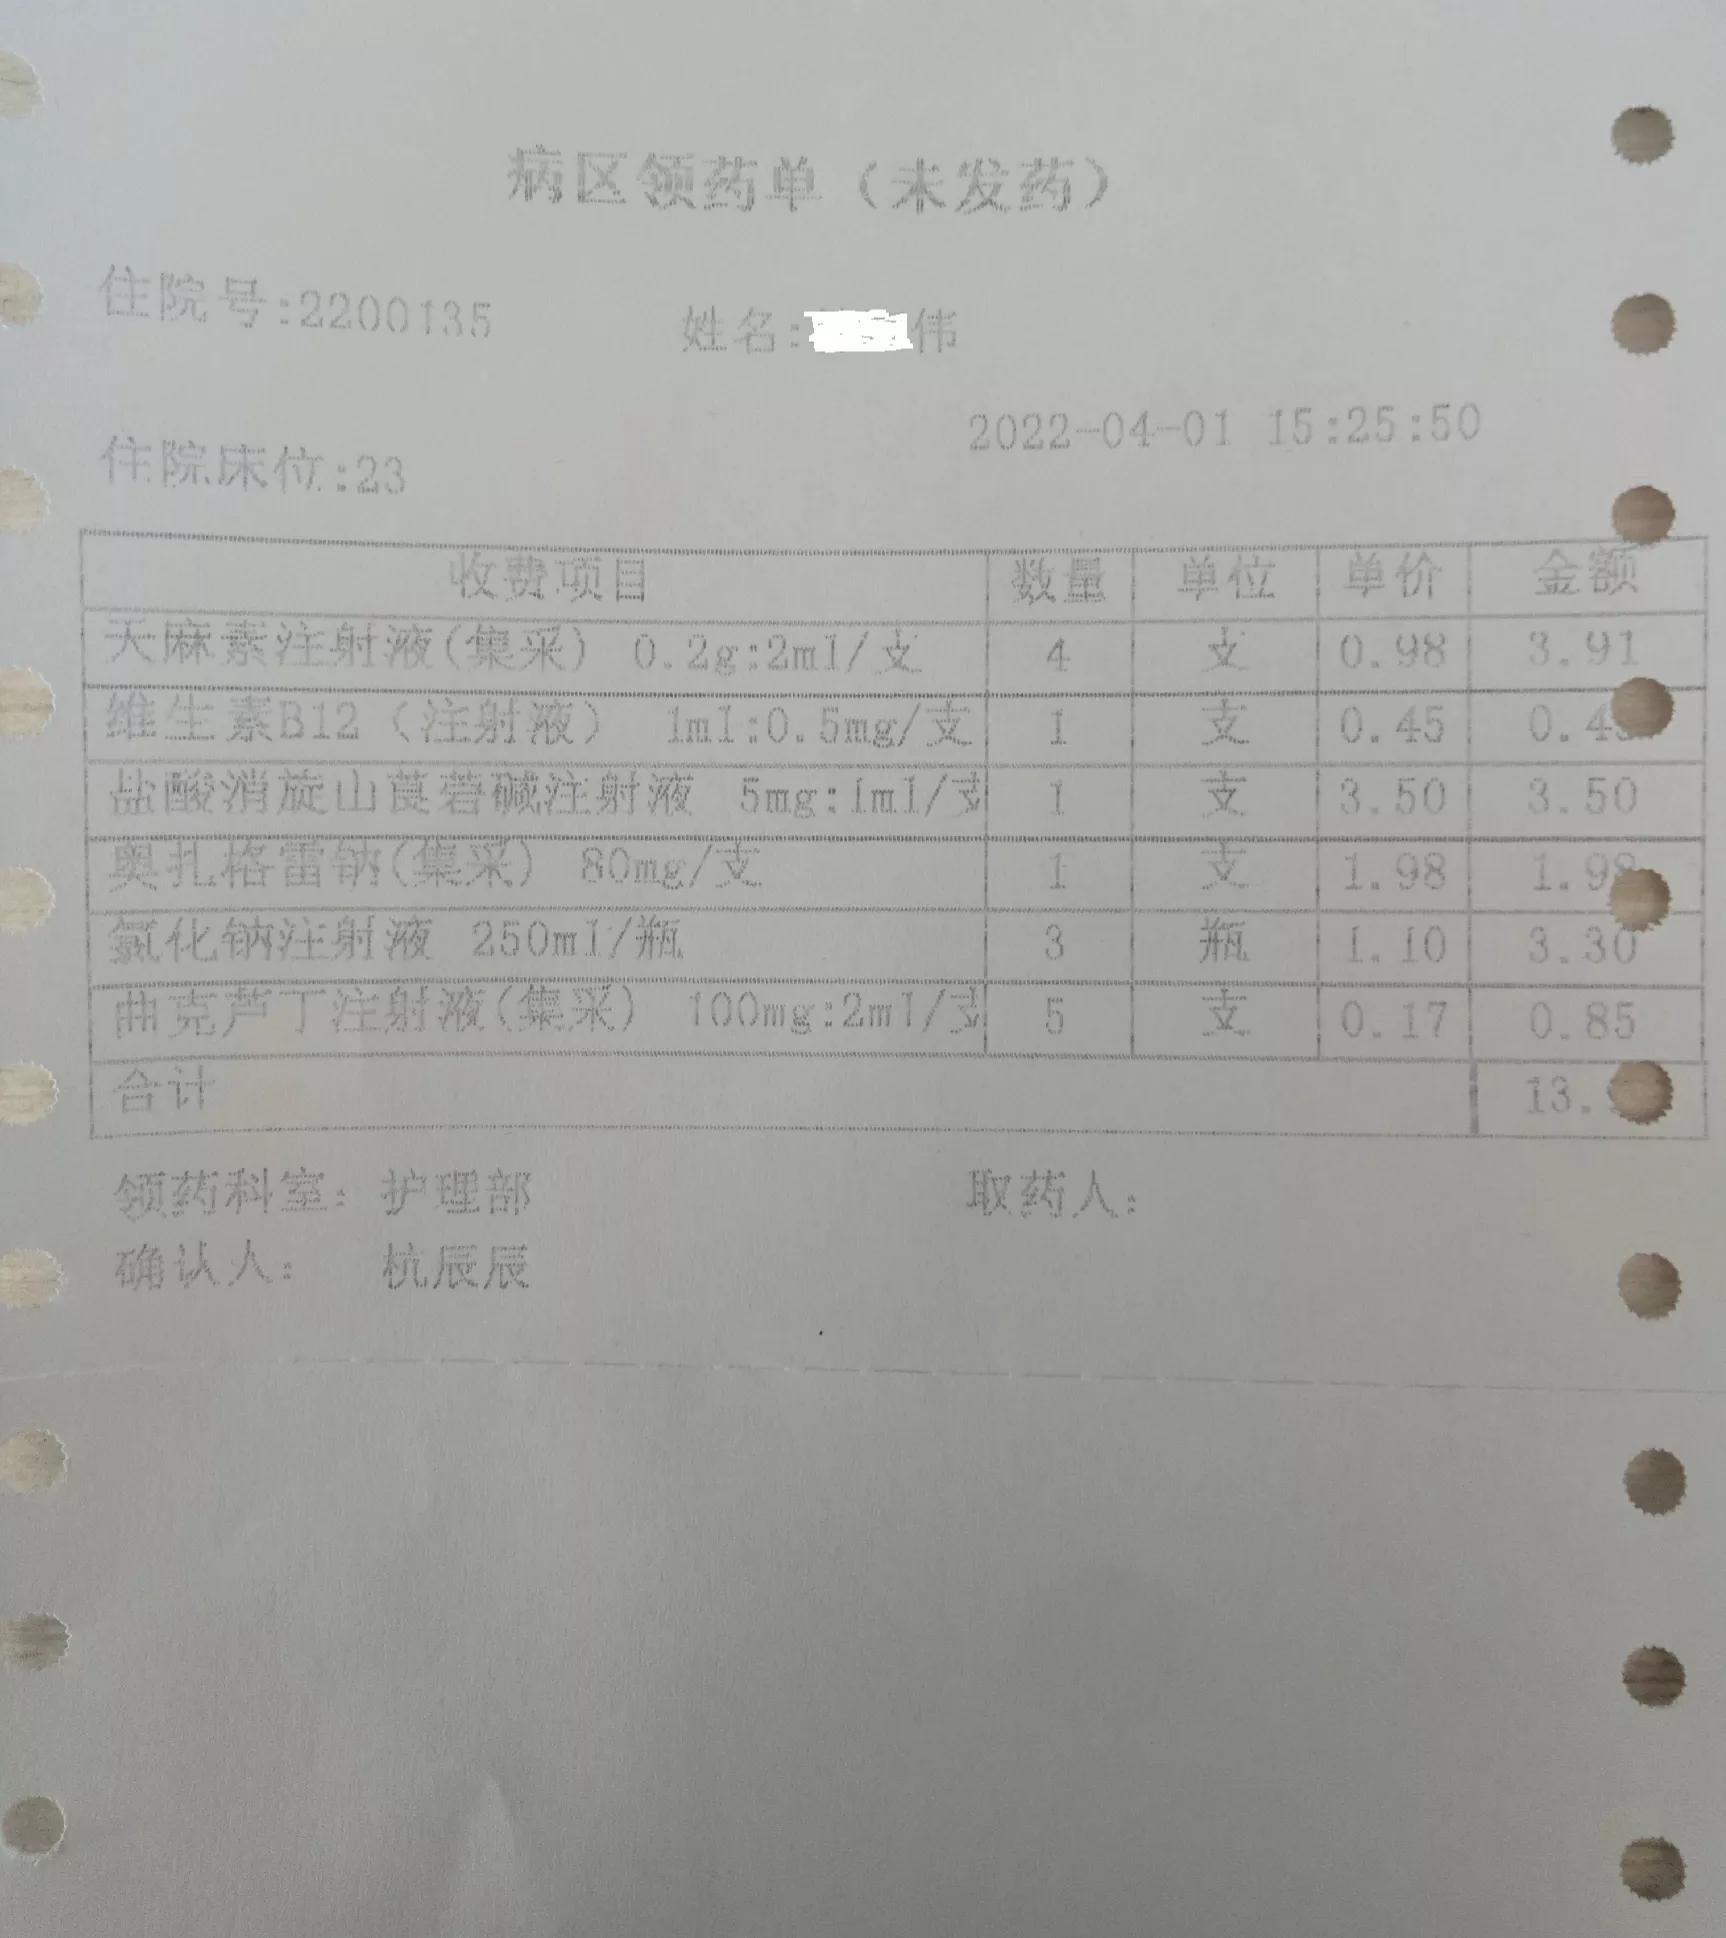 病区领药单（未发药）
住院号:2200135 姓名: 伟
2022-04-01 15:25:50
住院床位:23
收费项目 数量 单位 单价 金额
天麻素注射液(集采) 0.2g:2ml/支 4 支 0.98 3.91
维生素B12（注射液） 1ml:0.5mg/支 1 支 0.45 0.4
盐酸消旋山莨菪碱注射液 5mg:1ml/支 1 支 3.50 3.50
奥扎格雷钠(集采) 80mg/支 1 支 1.98 1.98
氯化钠注射液 250ml/瓶 3 瓶 1.10 3.30
曲克芦丁注射液(集采) 100mg:2ml/支 5 支 0.17 0.85
合计 13.
领药科室: 护理部 取药人:
确认人: 杭辰辰